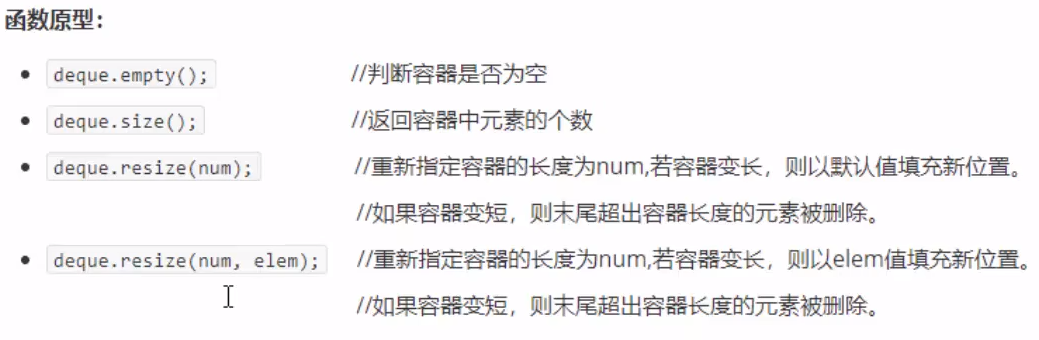 函数原型：
deque.empty(); //判断容器是否为空
deque.size(); //返回容器中元素的个数
deque.resize(num); //重新指定容器的长度为num,若容器变长，则以默认值填充新位置。
//如果容器变短，则末尾超出容器长度的元素被删除。
deque.resize(num, elem); //重新指定容器的长度为num,若容器变长，则以elem值填充新位置。
//如果容器变短，则末尾超出容器长度的元素被删除。